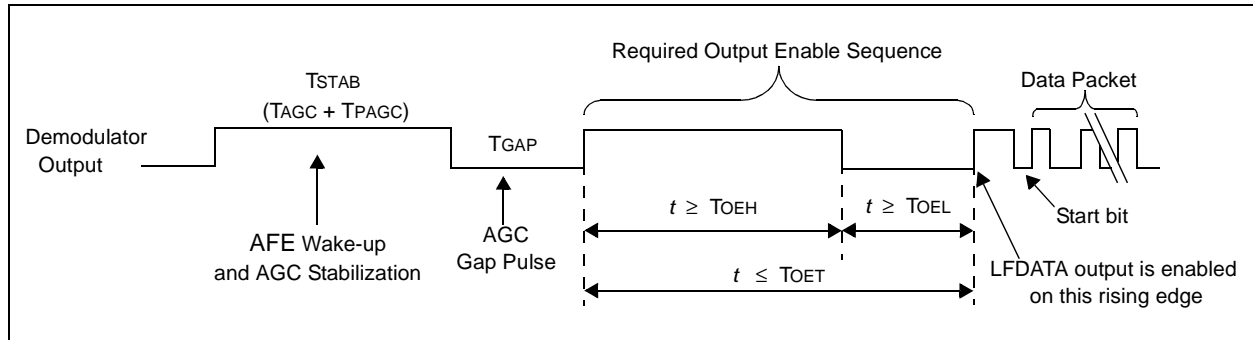 Required Output Enable Sequence
TSTAB
(TAGC + TPAGC)
Data Packet
Demodulator
Output
TGAP
t ≥ TOEH
t ≥ TOEL
Start bit
AFE Wake-up
and AGC Stabilization
AGC
Gap Pulse
t ≤ TOET
LFDATA output is enabled
on this rising edge